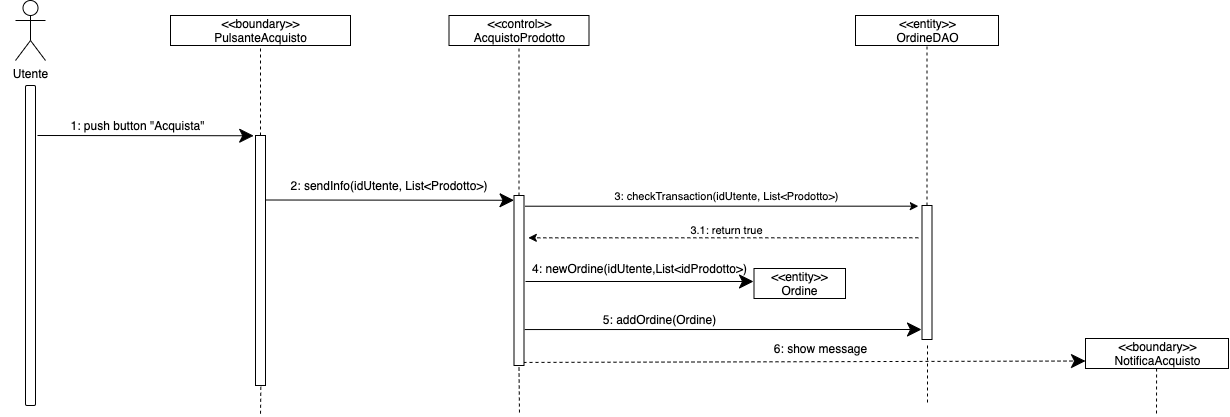 <<boundary>>
PulsanteAcquisto
<<control>>
AcquistoProdotto
<<entity>>
OrdineDAO
Utente
1: push button "Acquista"
2: sendInfo(idUtente, List<Prodotto>)
3: checkTransaction(idUtente, List<Prodotto>)
3.1: return true
4: newOrdine(idUtente,List<idProdotto>)
<<entity>>
Ordine
5: addOrdine(Ordine)
6: show message
<<boundary>>
NotificaAcquisto